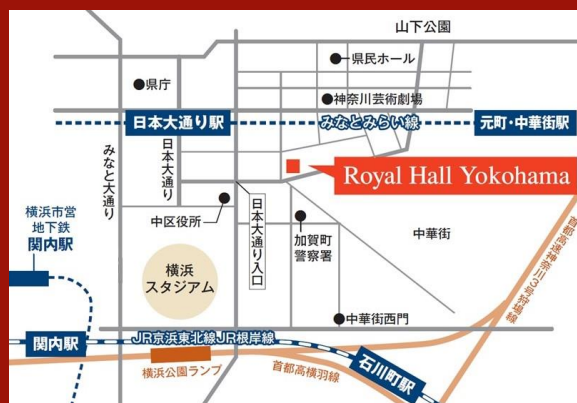 山下公園
県民ホール
県庁
神奈川芸術劇場
日本大通り駅
みなとみらい線
元町・中華街駅
みなと大通り
日本大通り
Royal Hall Yokohama
横浜市営
地下鉄
関内駅
中区役所
日本大通り入口
加賀町
警察署
中華街
首都高速神奈川3号狩場線
横浜
スタジアム
中華街西門
関内駅
JR京浜東北線JR根岸線
石川町駅
横浜公園ランプ
首都高横羽線